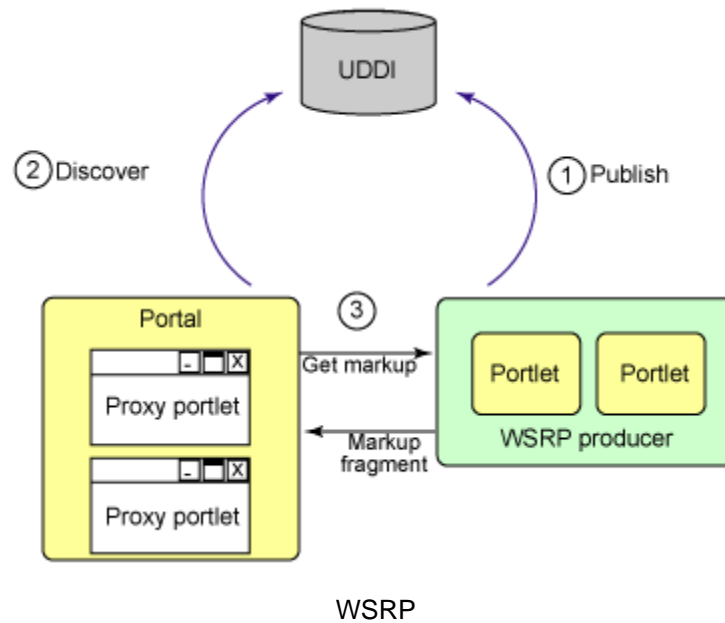 UDDI
2 Discover
1 Publish
3
Portal
Get markup
- X
Proxy portlet
- X
Proxy portlet
Markup
fragment
Portlet
Portlet
WSRP producer
WSRP